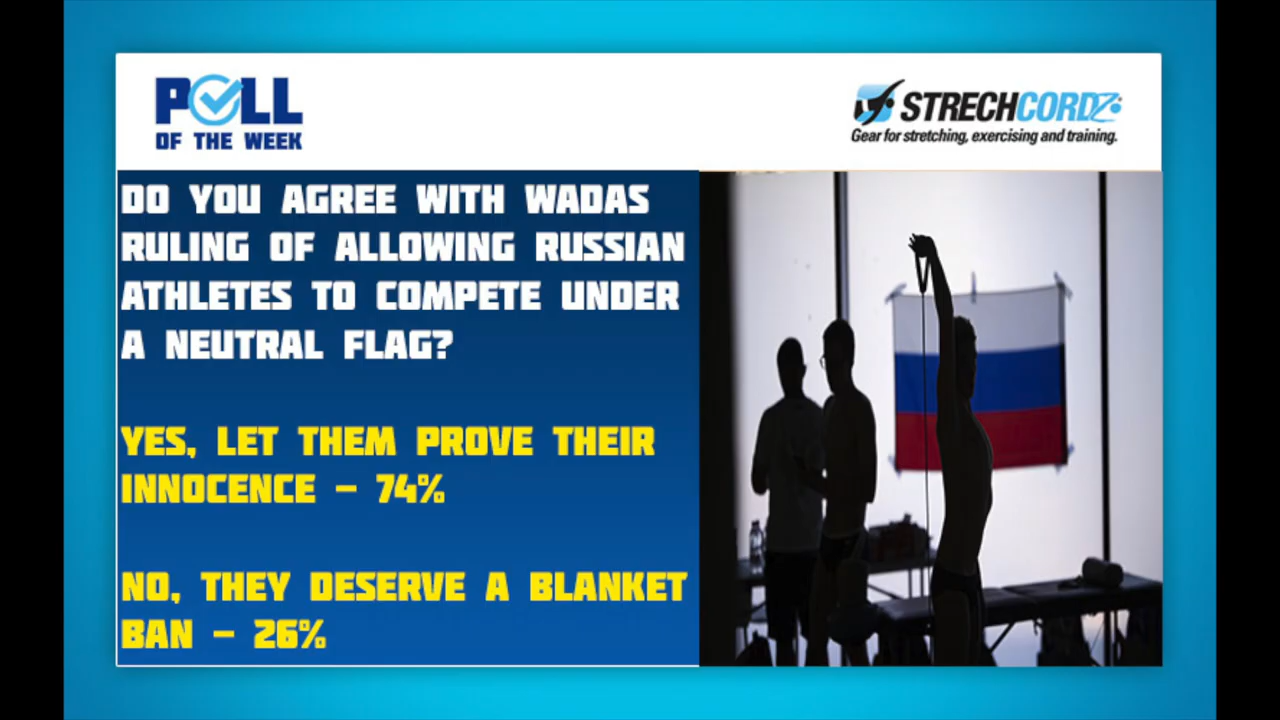 POLL
OF THE WEEK
STRECHCORDZ
Gear for stretching, exercising and training.
DO YOU AGREE WITH WADAS
RULING OF ALLOWING RUSSIAN
ATHLETES TO COMPETE UNDER
A NEUTRAL FLAG?
YES, LET THEM PROVE THEIR
INNOCENCE – 74%
NO, THEY DESERVE A BLANKET
BAN – 26%